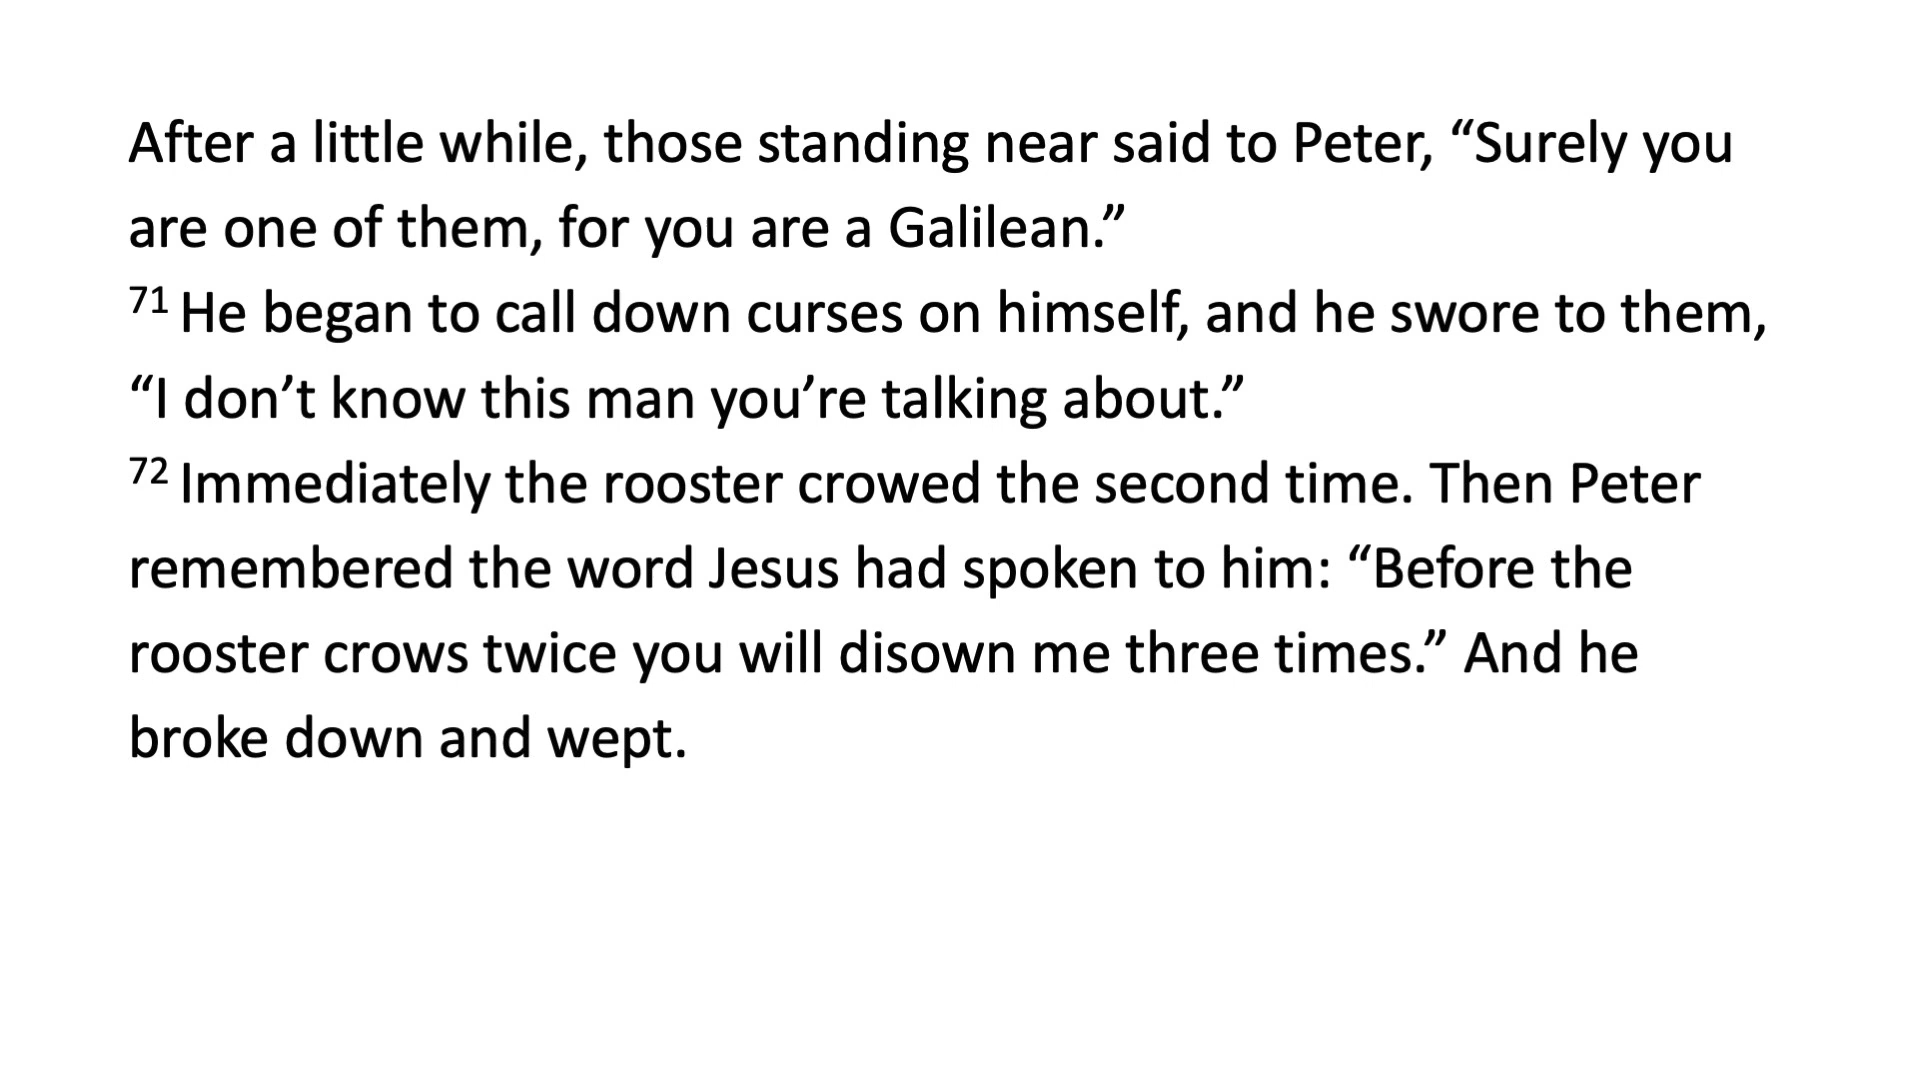 After a little while, those standing near said to Peter, “Surely you
are one of them, for you are a Galilean.”
71 He began to call down curses on himself, and he swore to them,
“I don’t know this man you’re talking about.”
72 Immediately the rooster crowed the second time. Then Peter
remembered the word Jesus had spoken to him: “Before the
rooster crows twice you will disown me three times.” And he
broke down and wept.